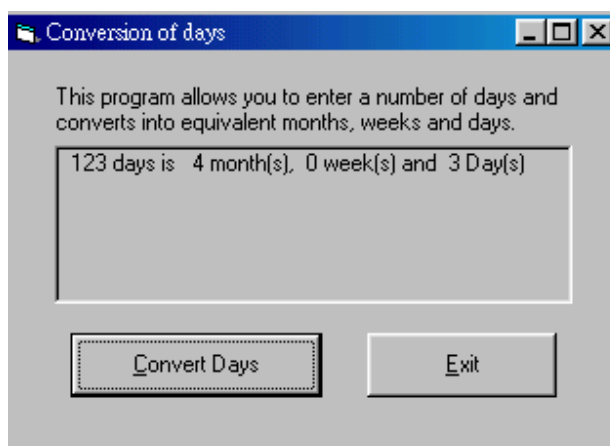 Conversion of days
This program allows you to enter a number of days and
converts into equivalent months, weeks and days.
123 days is 4 month(s), 0 week(s) and 3 Day(s)
Convert Days
Exit